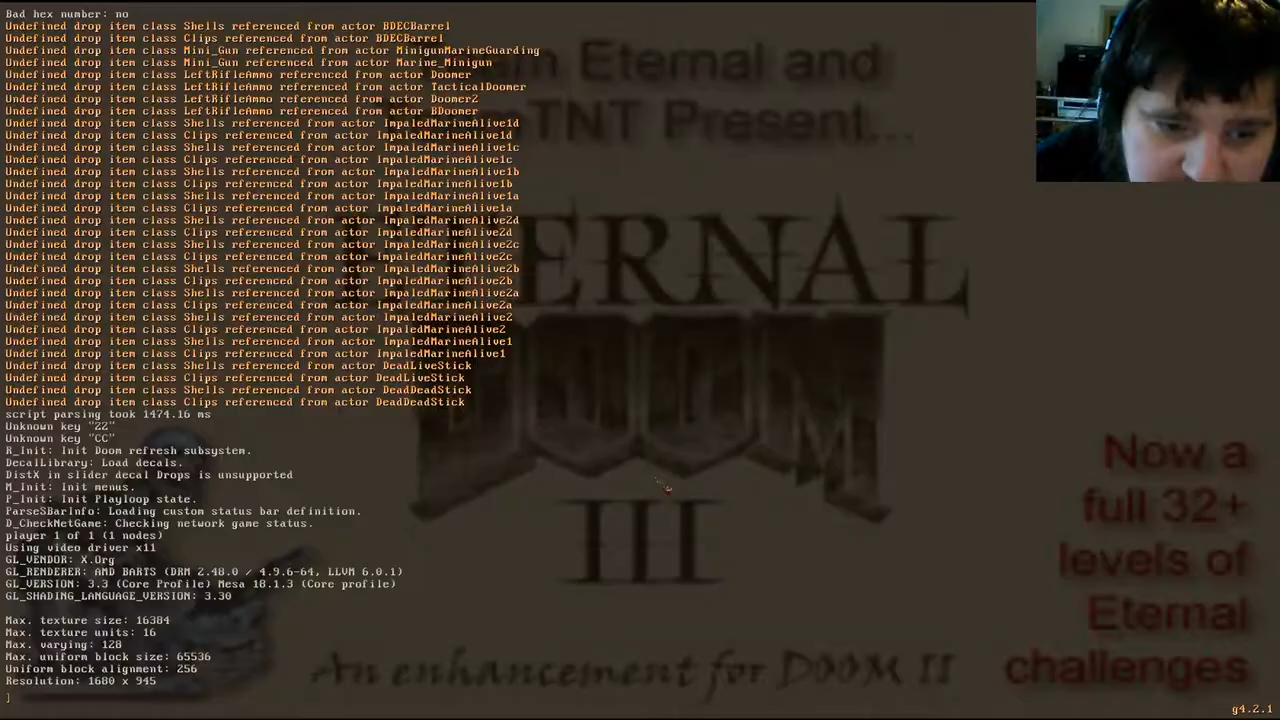 Bad hex number: no
Undefined drop item class Shells referenced from actor BDECBarrel
Undefined drop item class Clips referenced from actor BDECBarrel
Undefined drop item class Mini_Gun referenced from actor MinigunMarineGuarding
Undefined drop item class Mini_Gun referenced from actor Marine_Minigun
Undefined drop item class LeftRifleAmmo referenced from actor Doomer
Undefined drop item class LeftRifleAmmo referenced from actor TacticalDoomer
Undefined drop item class LeftRifleAmmo referenced from actor Doomer2
Undefined drop item class LeftRifleAmmo referenced from actor BDoomer
Undefined drop item class Shells referenced from actor ImpaledMarineAlive1d
Undefined drop item class Clips referenced from actor ImpaledMarineAlive1d
Undefined drop item class Shells referenced from actor ImpaledMarineAlive1c
Undefined drop item class Clips referenced from actor ImpaledMarineAlive1c
Undefined drop item class Shells referenced from actor ImpaledMarineAlive1b
Undefined drop item class Clips referenced from actor ImpaledMarineAlive1b
Undefined drop item class Shells referenced from actor ImpaledMarineAlive1a
Undefined drop item class Clips referenced from actor ImpaledMarineAlive1a
Undefined drop item class Shells referenced from actor ImpaledMarineAlive2d
Undefined drop item class Clips referenced from actor ImpaledMarineAlive2d
Undefined drop item class Shells referenced from actor ImpaledMarineAlive2c
Undefined drop item class Clips referenced from actor ImpaledMarineAlive2c
Undefined drop item class Shells referenced from actor ImpaledMarineAlive2b
Undefined drop item class Clips referenced from actor ImpaledMarineAlive2b
Undefined drop item class Shells referenced from actor ImpaledMarineAlive2a
Undefined drop item class Clips referenced from actor ImpaledMarineAlive2a
Undefined drop item class Shells referenced from actor ImpaledMarineAlive2
Undefined drop item class Clips referenced from actor ImpaledMarineAlive2
Undefined drop item class Shells referenced from actor ImpaledMarineAlive1
Undefined drop item class Clips referenced from actor ImpaledMarineAlive1
Undefined drop item class Shells referenced from actor DeadLiveStick
Undefined drop item class Clips referenced from actor DeadLiveStick
Undefined drop item class Shells referenced from actor DeadDeadStick
Undefined drop item class Clips referenced from actor DeadDeadStick
script parsing took 1474.16 ms
Unknown key "ZZ"
Unknown key "CC"
R_Init: Init Doom refresh subsystem.
DecalLibrary: Load decals.
DistX in slider decal Drops is unsupported
M_Init: Init menus.
P_Init: Init Playloop state.
ParseSBarInfo: Loading custom status bar definition.
D_CheckNetGame: Checking network game status.
player 1 of 1 (1 nodes)
Using video driver x11
GL_VENDOR: X.Org
GL_RENDERER: AMD BARTS (DRM 2.48.0 / 4.9.6-64, LLVM 6.0.1)
GL_VERSION: 3.3 (Core Profile) Mesa 18.1.3 (Core profile)
GL_SHADING_LANGUAGE_VERSION: 3.30
Max. texture size: 16384
Max. texture units: 16
Max. varying: 128
Max. uniform block size: 65536
Uniform block alignment: 256
Resolution: 1680 x 945
]
Eternal and
TNT Present...
ETERNAL
DOOM
III
An enhancement for DOOM II
Now a
full 32+
levels of
Eternal
challenges
g4.2.1